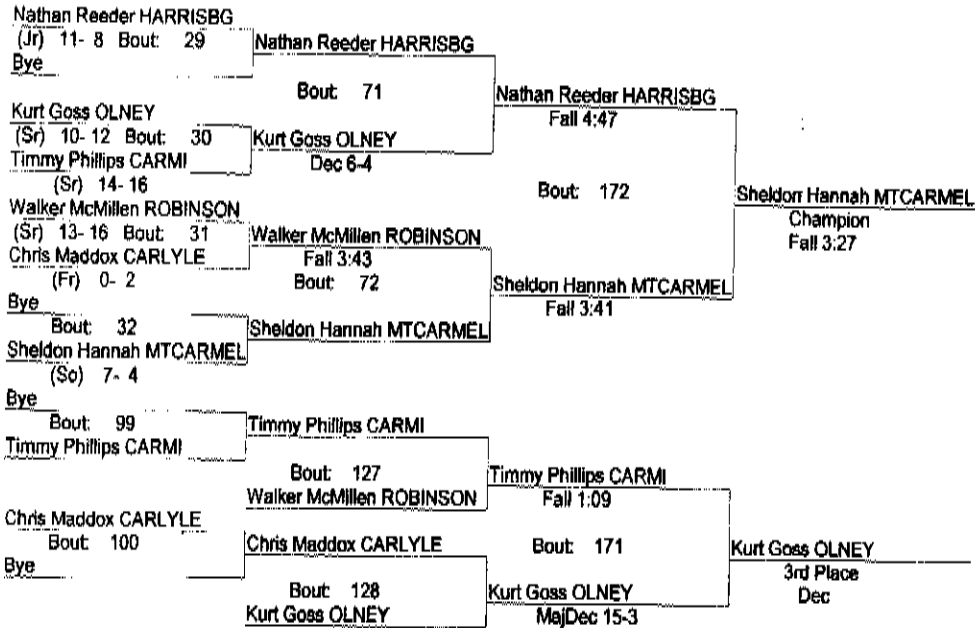 Nathan Reeder HARRISBG
(Jr) 11- 8 Bout: 29
Bye
Nathan Reeder HARRISBG
Bout: 71
Kurt Goss OLNEY
(Sr) 10- 12 Bout: 30
Timmy Phillips CARMI
(Sr) 14- 16
Kurt Goss OLNEY
Dec 6-4
Nathan Reeder HARRISBG
Fall 4:47
Bout: 172
Walker McMillen ROBINSON
(Sr) 13- 16 Bout: 31
Chris Maddox CARLYLE
(Fr) 0- 2
Walker McMillen ROBINSON
Fall 3:43
Bout: 72
Bye
Bout: 32
Sheldon Hannah MTCARMEL
(So) 7- 4
Sheldon Hannah MTCARMEL
Sheldon Hannah MTCARMEL
Fall 3:41
Sheldon Hannah MTCARMEL
Champion
Fall 3:27
Bye
Bout: 99
Timmy Phillips CARMI
Timmy Phillips CARMI
Bout: 127
Walker McMillen ROBINSON
Timmy Phillips CARMI
Fall 1:09
Bout: 171
Chris Maddox CARLYLE
Bout: 100
Bye
Chris Maddox CARLYLE
Bout: 128
Kurt Goss OLNEY
Kurt Goss OLNEY
MajDec 15-3
Kurt Goss OLNEY
3rd Place
Dec